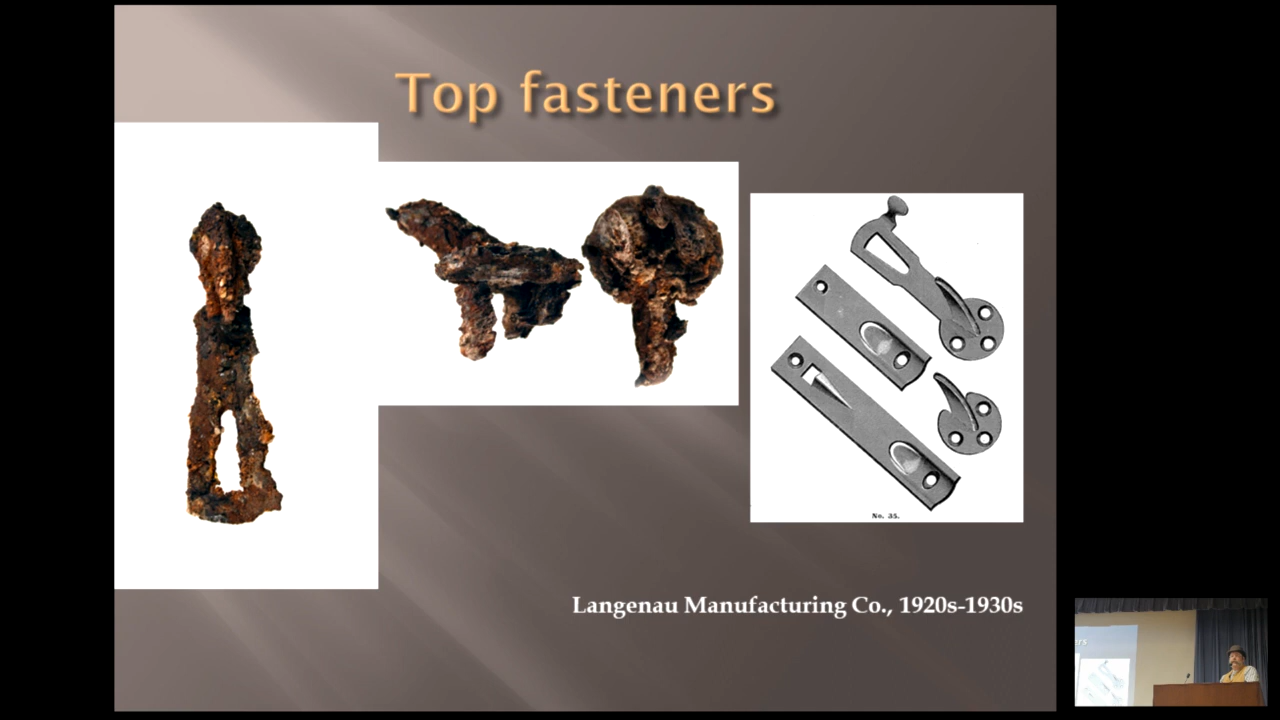 Top fasteners
No. 35.
Langenau Manufacturing Co., 1920s-1930s